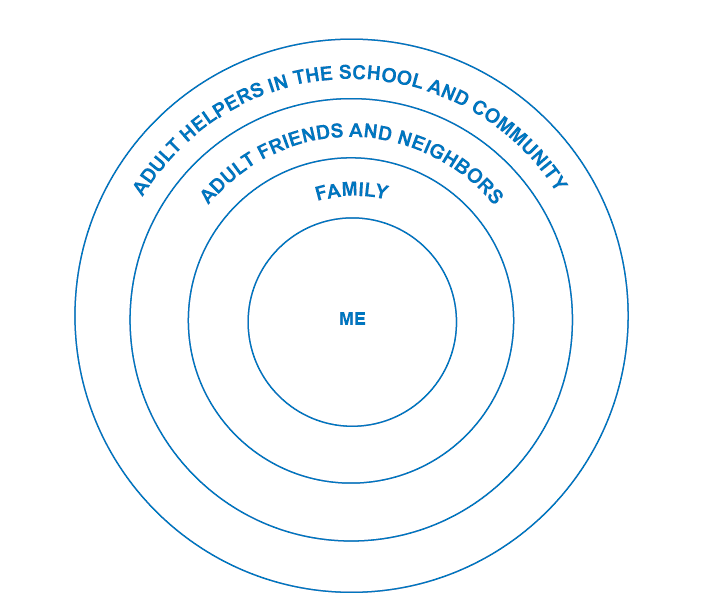 ADULT HELPERS IN THE SCHOOL AND COMMUNITY
ADULT FRIENDS AND NEIGHBORS
FAMILY
ME